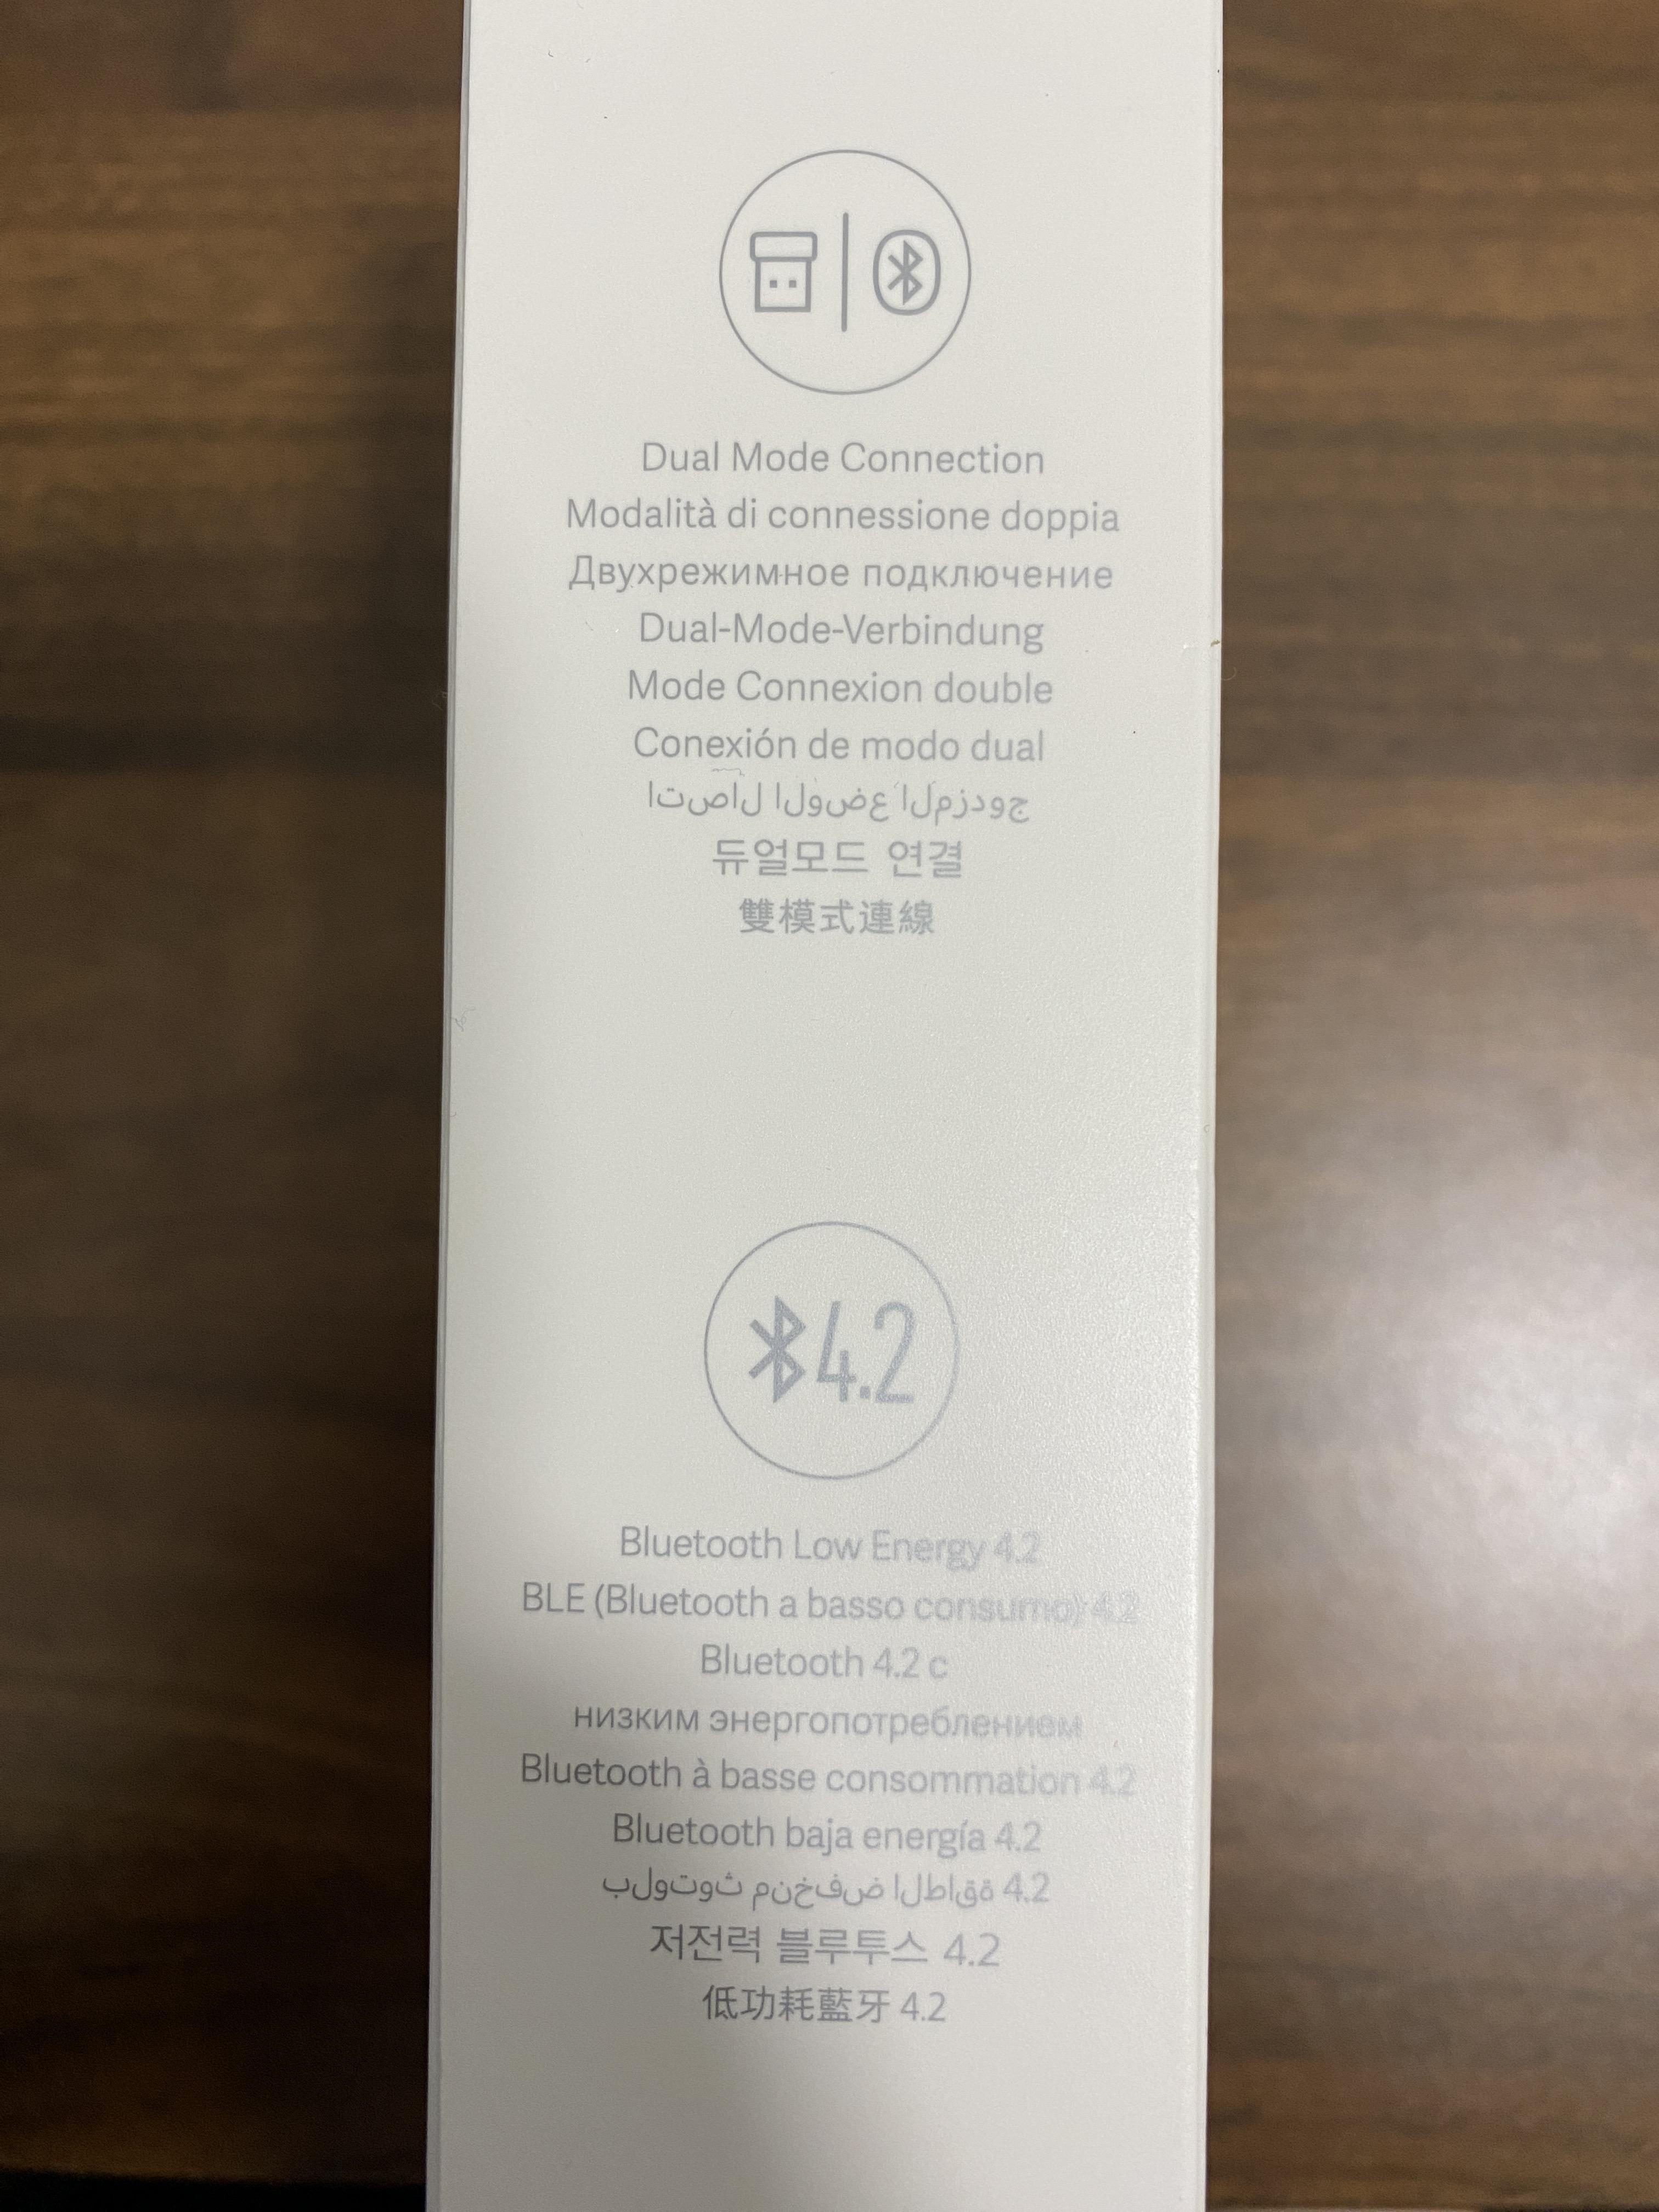 Dual Mode Connection
Modalità di connessione doppia
Двухрежимное подключение
Dual-Mode-Verbindung
Mode Connexion double
Conexión de modo dual
اتصال الوضع المزدوج
듀얼모드 연결
雙模式連線
4.2
Bluetooth Low Energy 4.2
BLE (Bluetooth a basso consumo) 4.2
Bluetooth 4.2 с
низким энергопотреблением
Bluetooth à basse consommation 4.2
Bluetooth baja energía 4.2
بلوتوث منخفض الطاقة 4.2
저전력 블루투스 4.2
低功耗藍牙 4.2